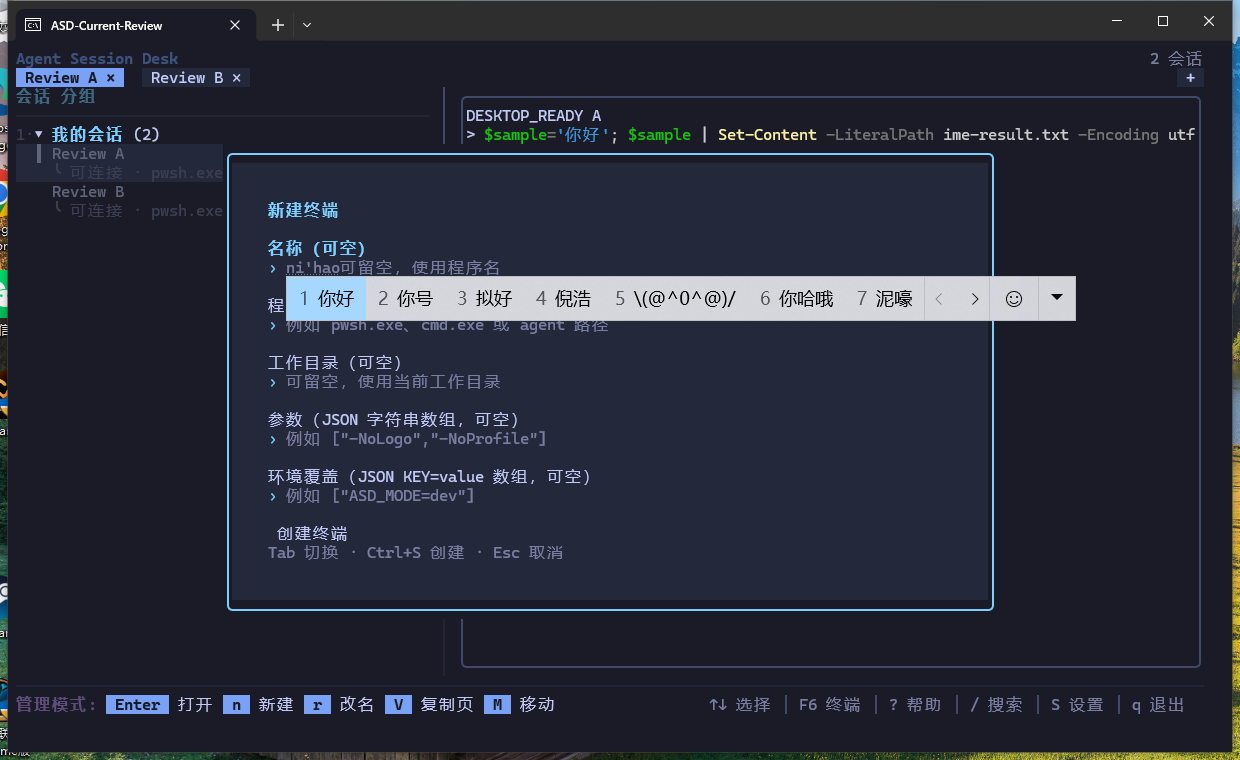 ASD-Current-Review
Agent Session Desk
2 会话
Review A × Review B ×
+
会话 分组
DESKTOP_READY A
1 ▾ 我的会话 (2)
> $sample='你好'; $sample | Set-Content -LiteralPath ime-result.txt -Encoding utf
Review A
└ 可连接 · pwsh.exe
Review B
└ 可连接 · pwsh.exe
新建终端
名称 (可空)
› ni'hao可留空, 使用程序名
1 你好 2 你号 3 拟好 4 倪浩 5 \(@^0^@)/ 6 你哈哦 7 泥嚎
程
› 例如 pwsh.exe、cmd.exe 或 agent 路径
工作目录 (可空)
› 可留空, 使用当前工作目录
参数 (JSON 字符串数组, 可空)
› 例如 ["-NoLogo","-NoProfile"]
环境覆盖 (JSON KEY=value 数组, 可空)
› 例如 ["ASD_MODE=dev"]
创建终端
Tab 切换 · Ctrl+S 创建 · Esc 取消
管理模式: Enter 打开 n 新建 r 改名 V 复制页 M 移动 ↑↓ 选择 │ F6 终端 │ ? 帮助 │ / 搜索 │ S 设置 │ q 退出